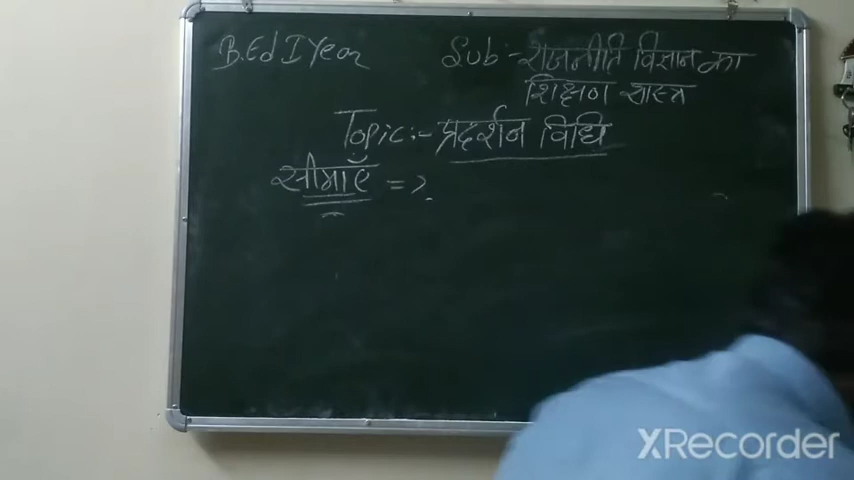 B.Ed I Year Sub:- राजनीति विज्ञान का
शिक्षण शास्त्र
Topic:- प्रदर्शन विधि
सीमाएँ =>
XRecorder